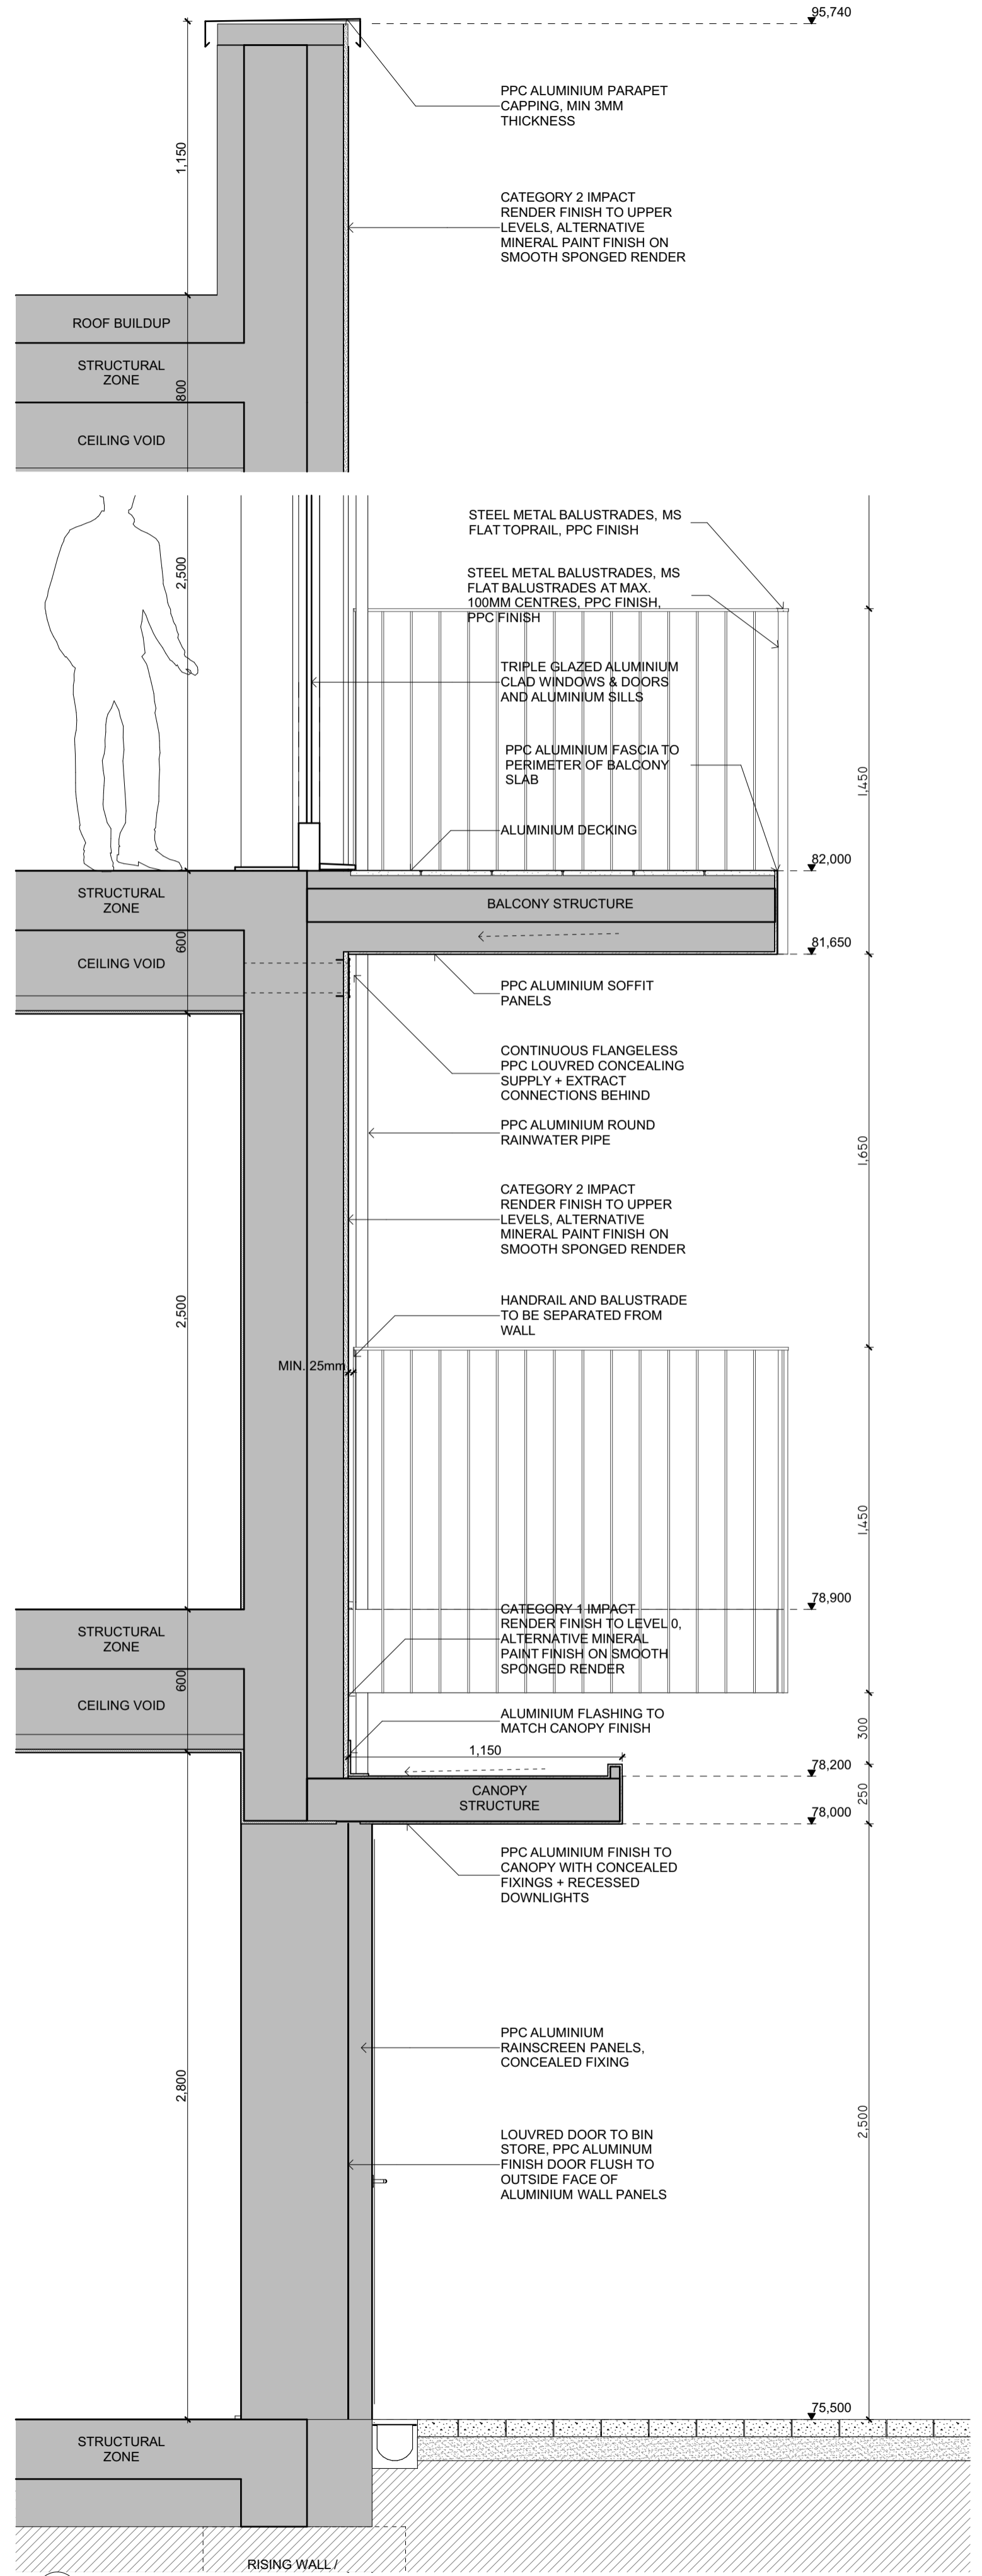 95,740
PPC ALUMINIUM PARAPET
CAPPING, MIN 3MM
THICKNESS
1,150
CATEGORY 2 IMPACT
RENDER FINISH TO UPPER
LEVELS, ALTERNATIVE
MINERAL PAINT FINISH ON
SMOOTH SPONGED RENDER
ROOF BUILDUP
STRUCTURAL
ZONE
800
CEILING VOID
STEEL METAL BALUSTRADES, MS
FLAT TOPRAIL, PPC FINISH
2,500
STEEL METAL BALUSTRADES, MS
FLAT BALUSTRADES AT MAX.
100MM CENTRES, PPC FINISH,
PPC FINISH
TRIPLE GLAZED ALUMINIUM
CLAD WINDOWS & DOORS
AND ALUMINIUM SILLS
PPC ALUMINIUM FASCIA TO
PERIMETER OF BALCONY
SLAB
1,450
ALUMINIUM DECKING
82,000
STRUCTURAL
ZONE
BALCONY STRUCTURE
600
81,650
CEILING VOID
PPC ALUMINIUM SOFFIT
PANELS
CONTINUOUS FLANGELESS
PPC LOUVRED CONCEALING
SUPPLY + EXTRACT
CONNECTIONS BEHIND
PPC ALUMINIUM ROUND
RAINWATER PIPE
1,650
CATEGORY 2 IMPACT
RENDER FINISH TO UPPER
LEVELS, ALTERNATIVE
MINERAL PAINT FINISH ON
SMOOTH SPONGED RENDER
2,500
HANDRAIL AND BALUSTRADE
TO BE SEPARATED FROM
WALL
MIN. 25mm
1,450
78,900
CATEGORY 1 IMPACT
RENDER FINISH TO LEVEL 0,
ALTERNATIVE MINERAL
PAINT FINISH ON SMOOTH
SPONGED RENDER
STRUCTURAL
ZONE
600
CEILING VOID
ALUMINIUM FLASHING TO
MATCH CANOPY FINISH
300
1,150
78,200
CANOPY
STRUCTURE
250
78,000
PPC ALUMINIUM FINISH TO
CANOPY WITH CONCEALED
FIXINGS + RECESSED
DOWNLIGHTS
PPC ALUMINIUM
RAINSCREEN PANELS,
CONCEALED FIXING
2,800
2,500
LOUVRED DOOR TO BIN
STORE, PPC ALUMINUM
FINISH DOOR FLUSH TO
OUTSIDE FACE OF
ALUMINIUM WALL PANELS
75,500
STRUCTURAL
ZONE
RISING WALL /